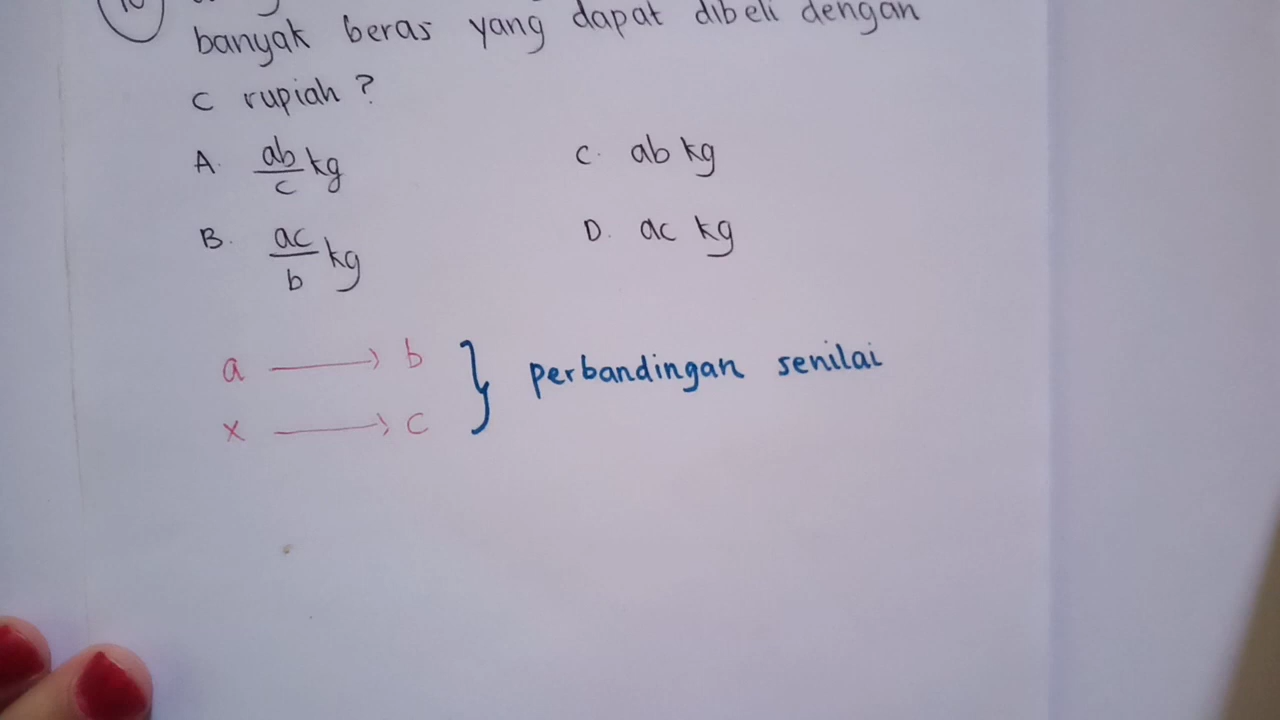 banyak beras yang dapat dibeli dengan
c rupiah ?
A. ab/c kg
B. ac/b kg
C. ab kg
D. ac kg
a → b
x → c
} perbandingan senilai